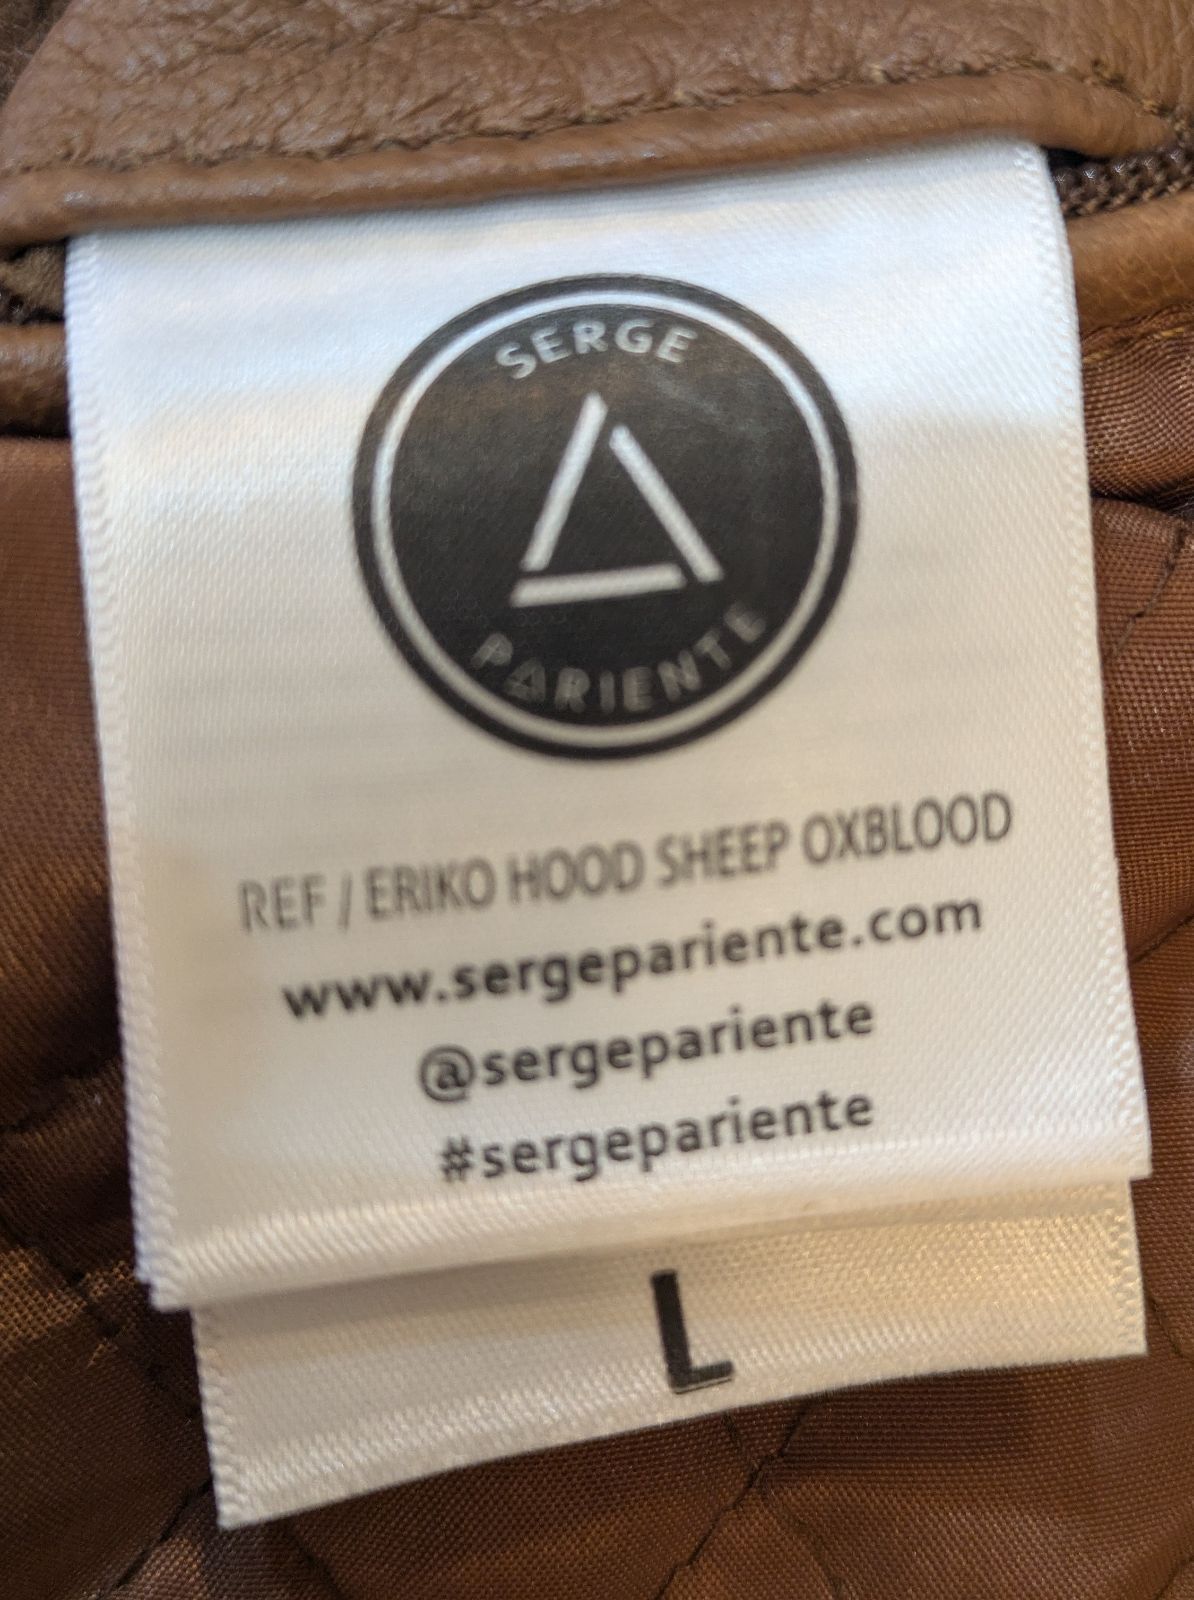 SERGE
PARIENTE
REF / ERIKO HOOD SHEEP OXBLOOD
www.sergepariente.com
@sergepariente
#sergepariente
L